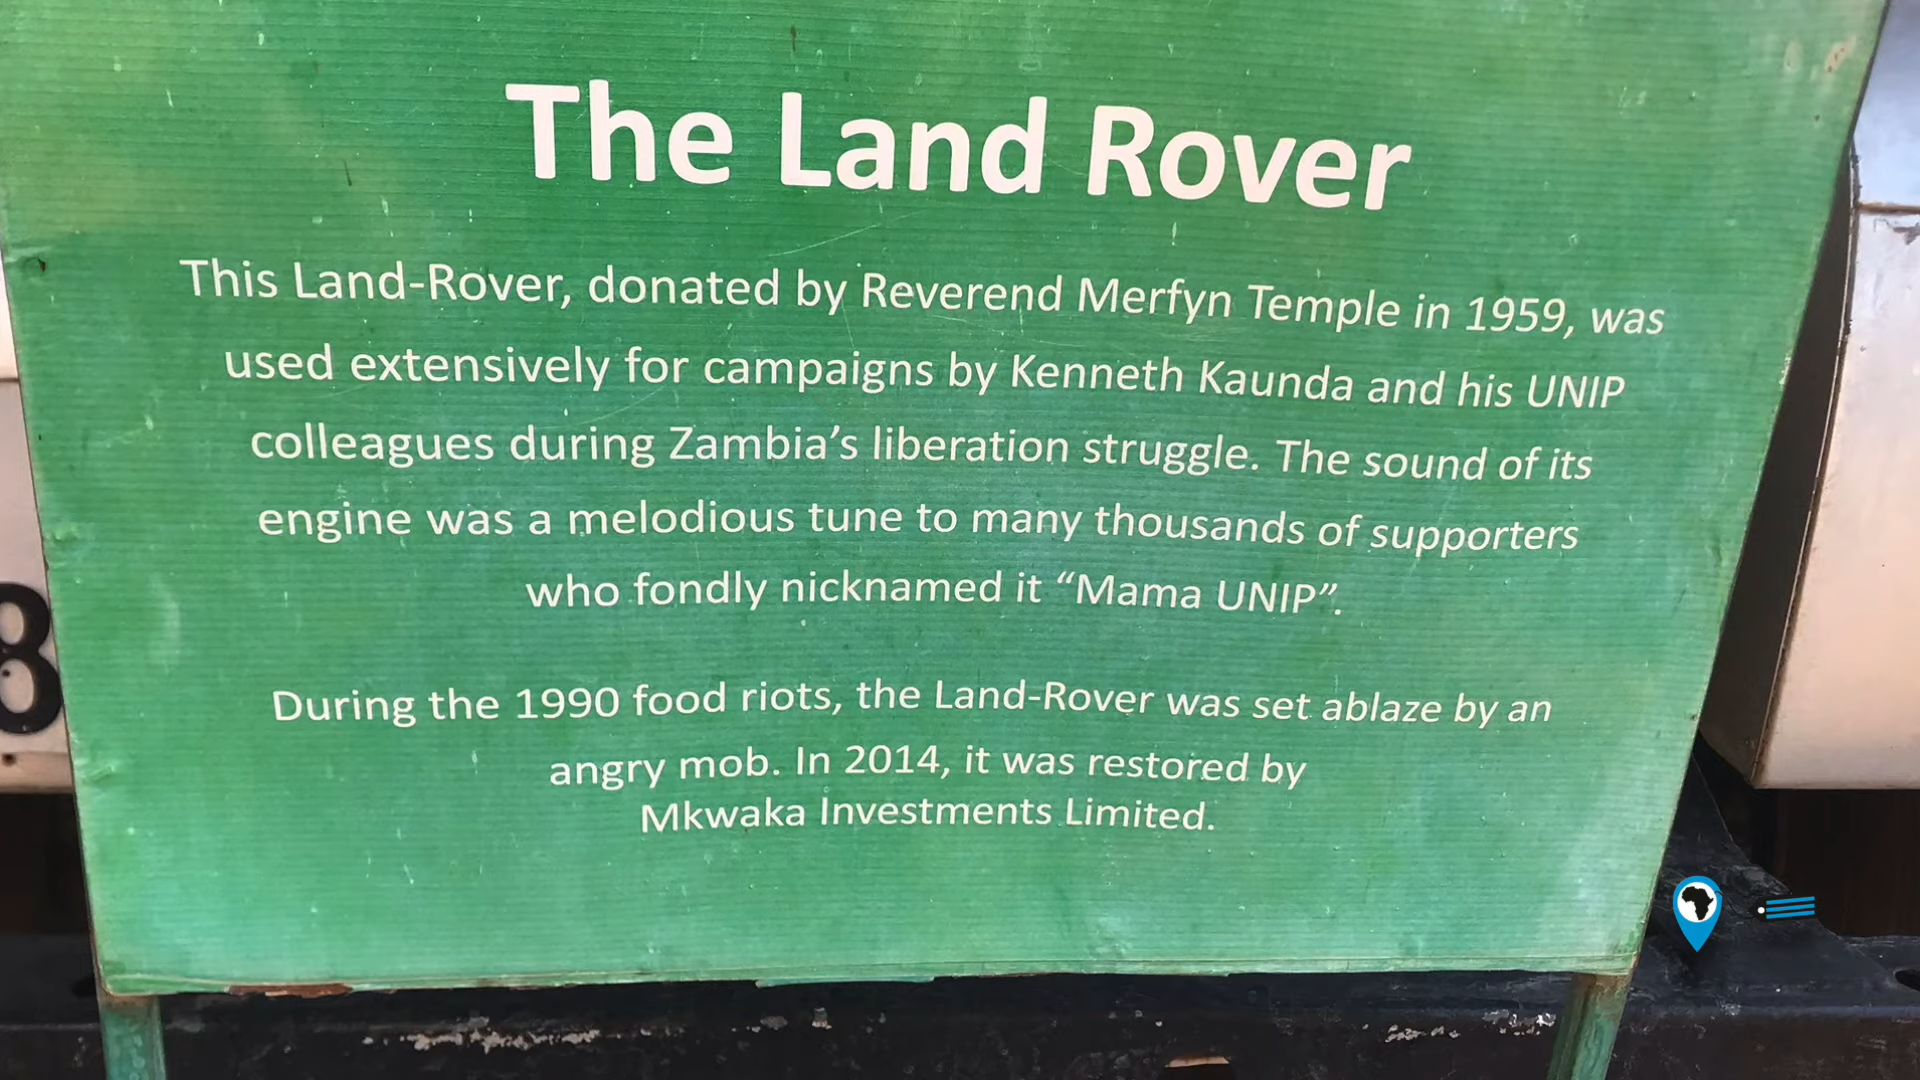 The Land Rover
This Land-Rover, donated by Reverend Merfyn Temple in 1959, was
used extensively for campaigns by Kenneth Kaunda and his UNIP
colleagues during Zambia’s liberation struggle. The sound of its
engine was a melodious tune to many thousands of supporters
who fondly nicknamed it “Mama UNIP”.
During the 1990 food riots, the Land-Rover was set ablaze by an
angry mob. In 2014, it was restored by
Mkwaka Investments Limited.
8